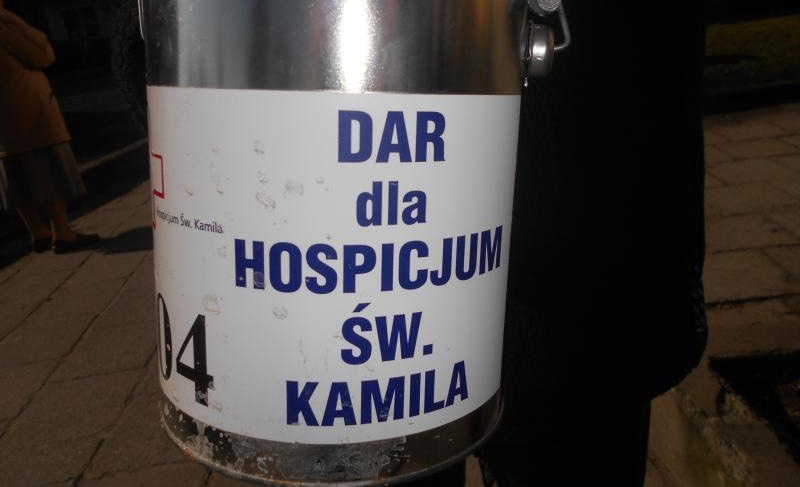 DAR
dla
HOSPICJUM
ŚW.
KAMILA
Hospicjum Św. Kamila
04